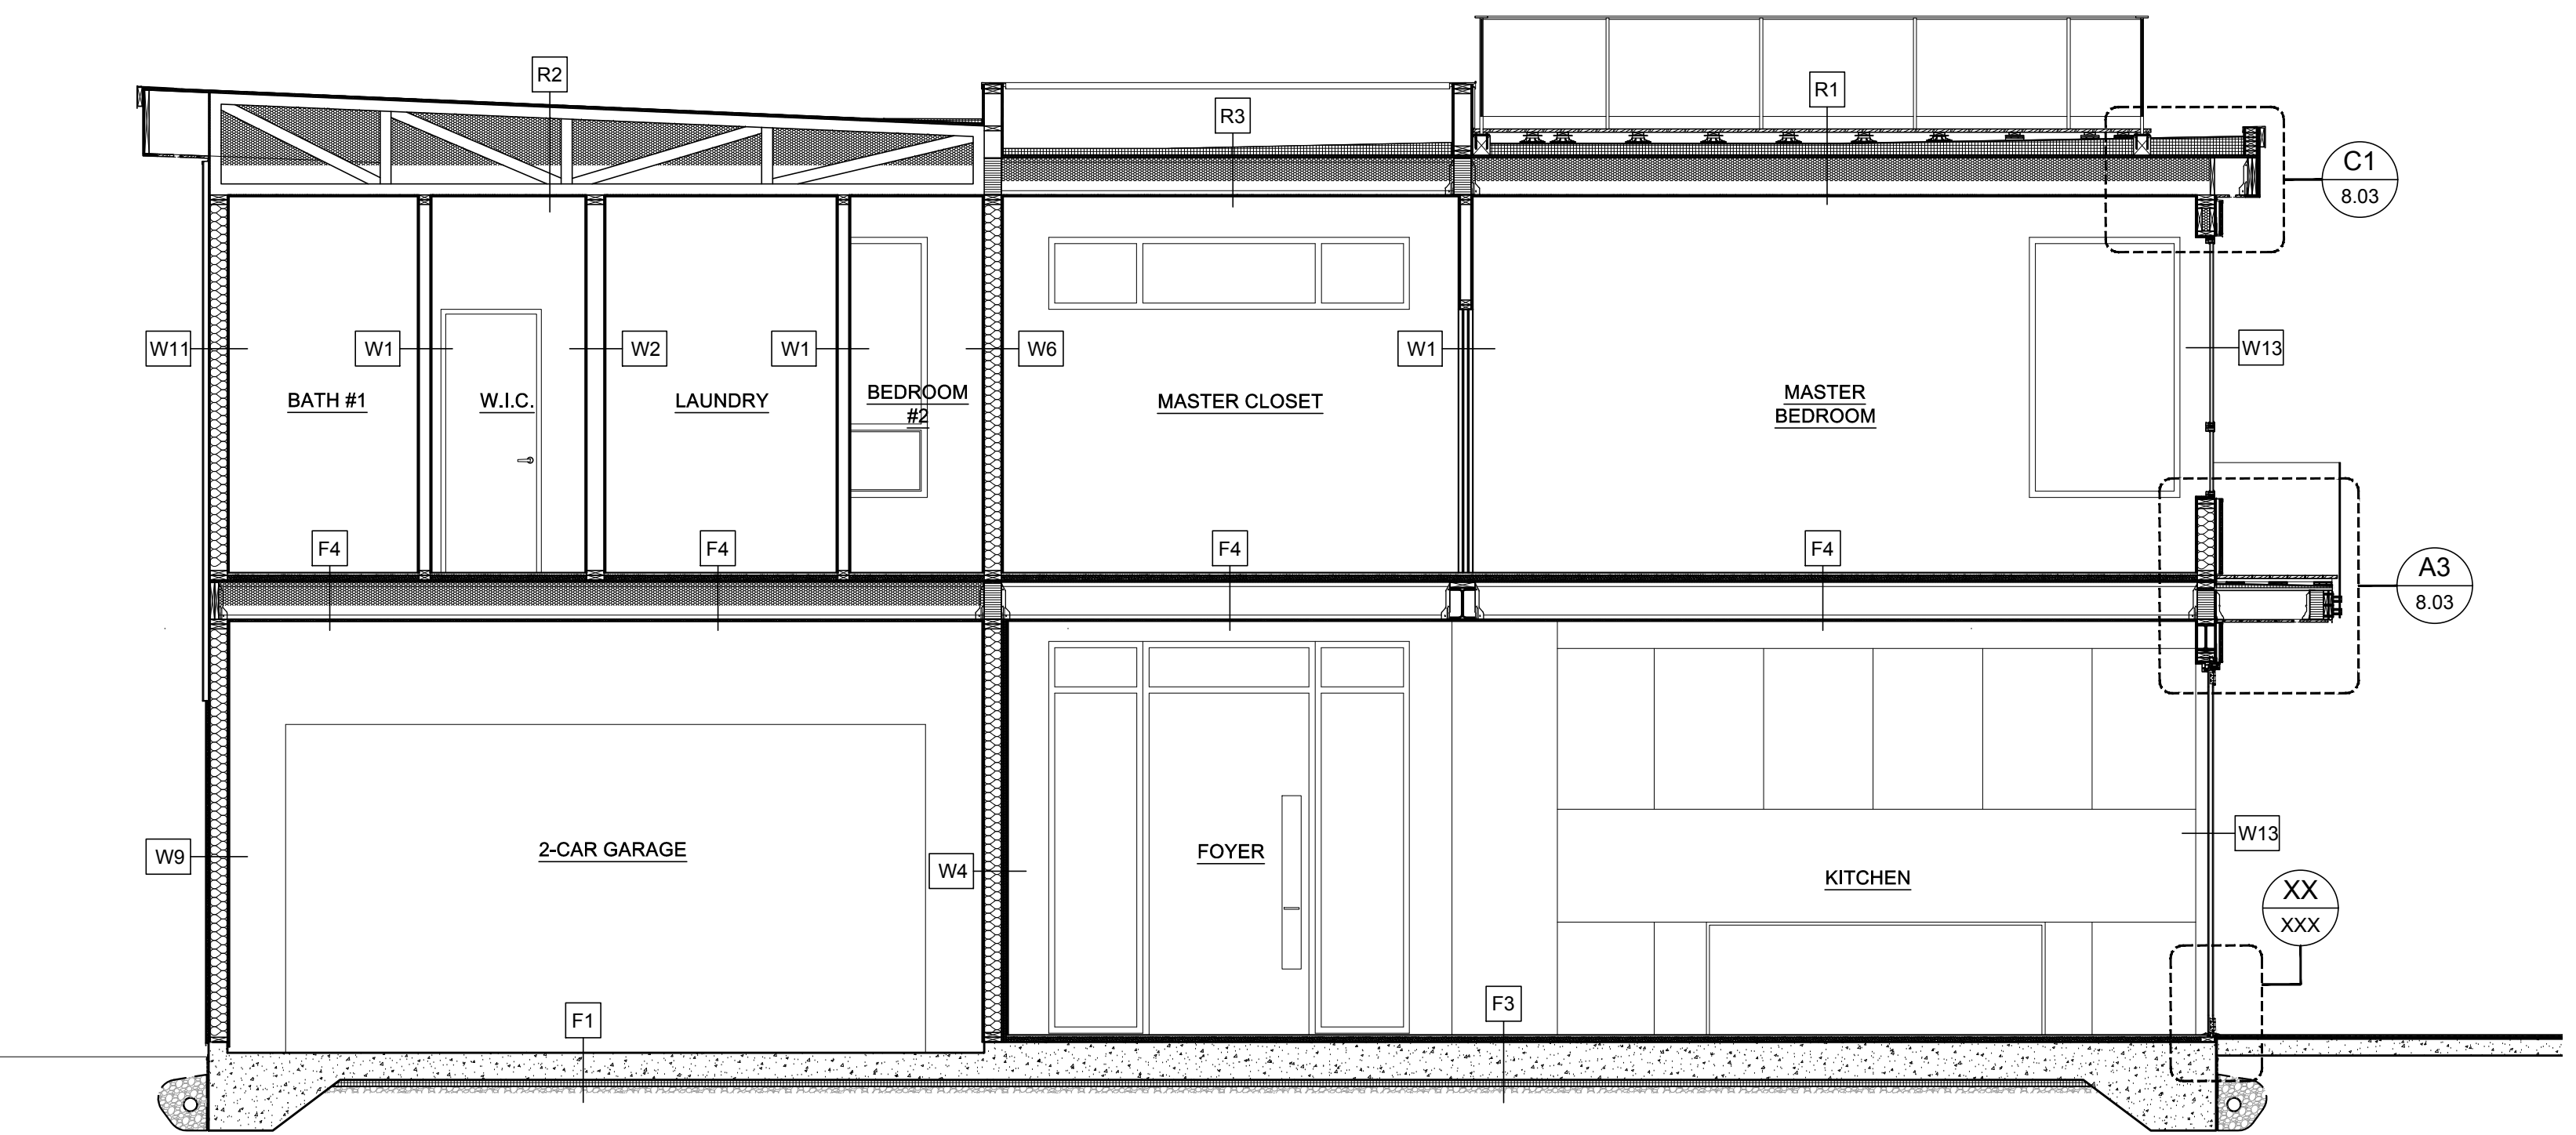 R2
R3
R1
C1
8.03
W11
W1
W2
W1
W6
W1
W13
BATH #1
W.I.C.
LAUNDRY
BEDROOM
#2
MASTER CLOSET
MASTER
BEDROOM
F4
F4
F4
F4
A3
8.03
2-CAR GARAGE
FOYER
KITCHEN
W9
W4
W13
XX
XXX
F1
F3